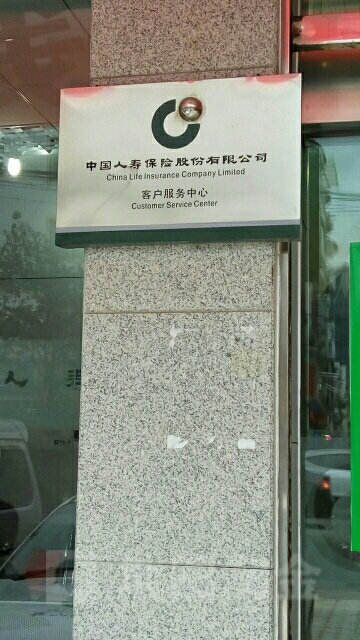 中国人寿保险股份有限公司
China Life Insurance Company Limited
客户服务中心
Customer Service Center
人